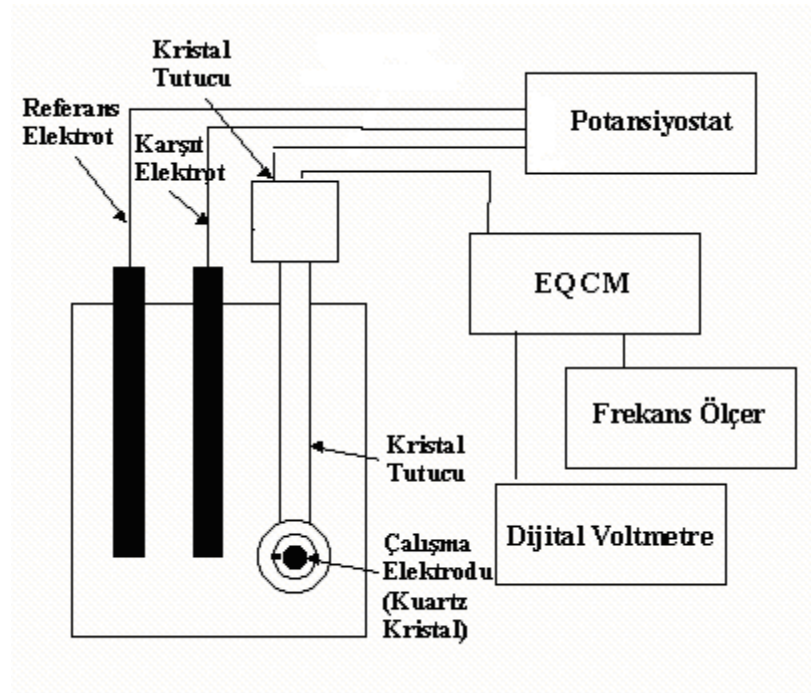 Kristal
Tutucu
Referans
Elektrot
Karşıt
Elektrot
Potansiyostat
EQCM
Frekans Ölçer
Kristal
Tutucu
Dijital Voltmetre
Çalışma
Elektrodu
(Kuartz
Kristal)